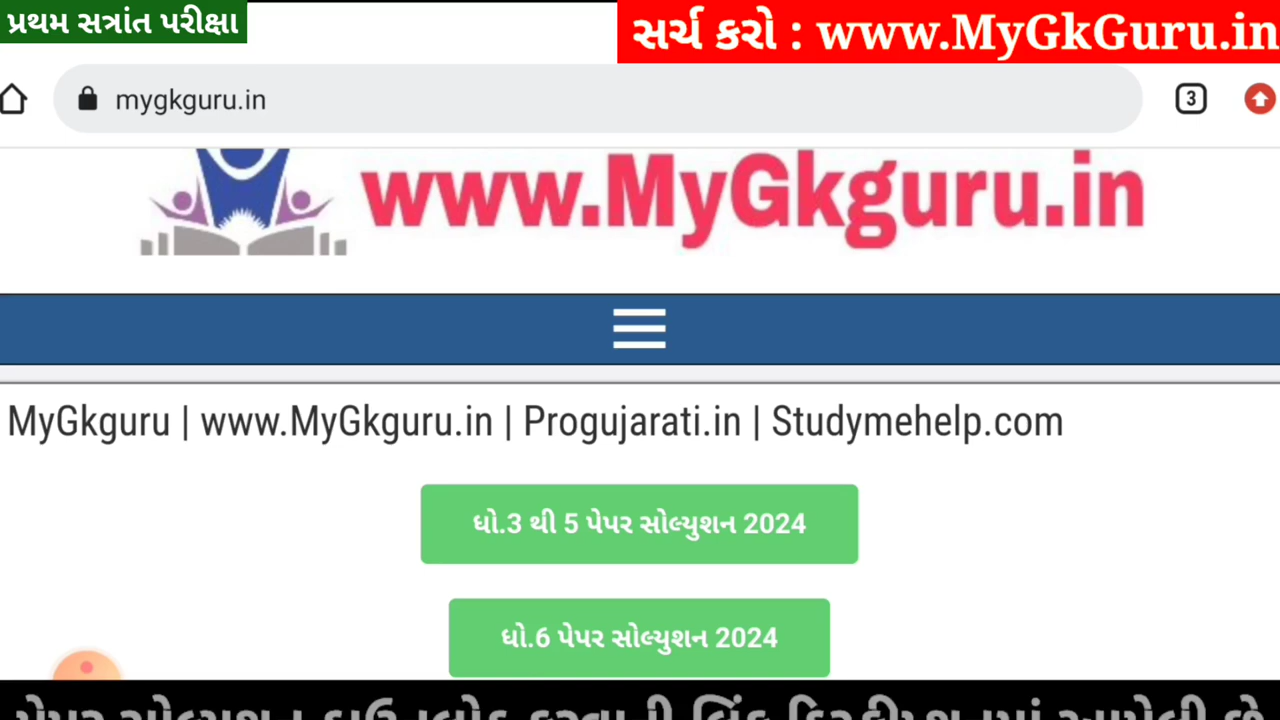 પ્રથમ સત્રાંત પરીક્ષા
સર્ચ કરો : www.MyGkGuru.in
mygkguru.in
3
www.MyGkguru.in
MyGkguru | www.MyGkguru.in | Progujarati.in | Studymehelp.com
ધો.3 થી 5 પેપર સોલ્યુશન 2024
ધો.6 પેપર સોલ્યુશન 2024